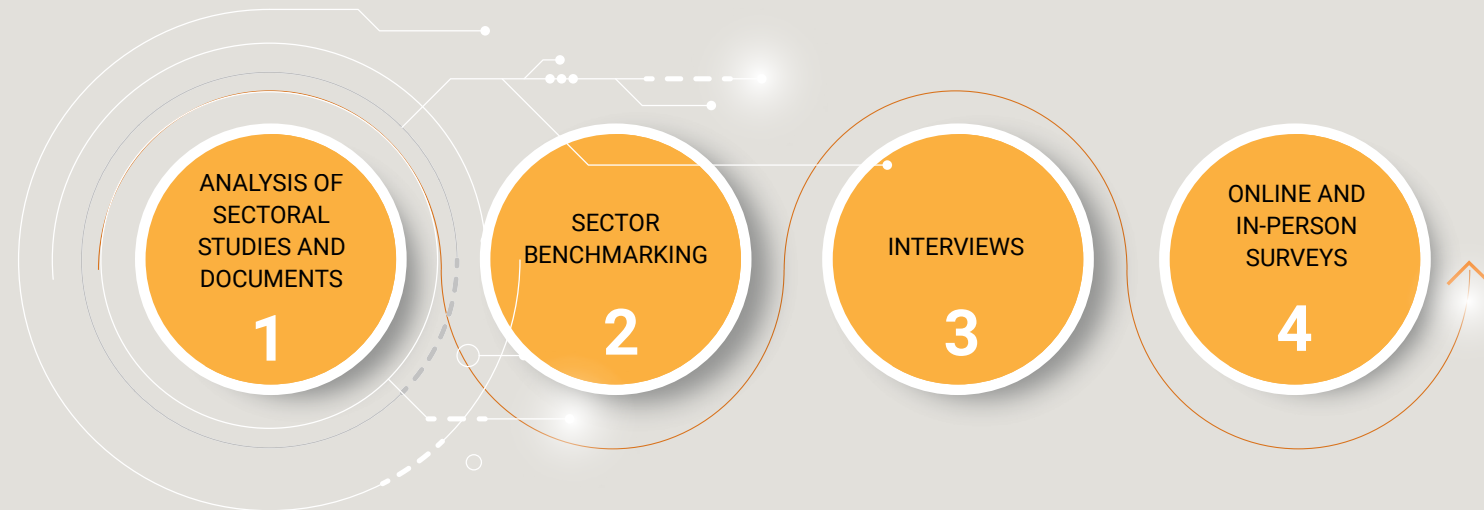 ANALYSIS OF
SECTORAL
STUDIES AND
DOCUMENTS
1
SECTOR
BENCHMARKING
2
INTERVIEWS
3
ONLINE AND
IN-PERSON
SURVEYS
4